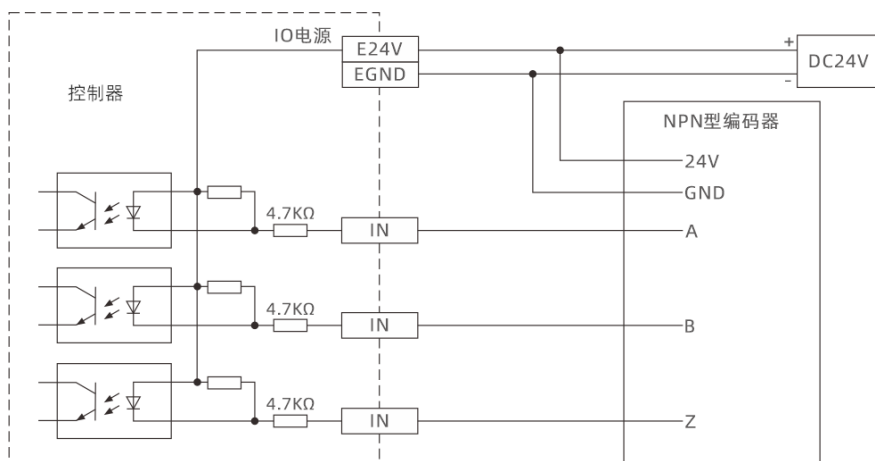 IO电源
E24V
+
EGND
DC24V
-
控制器
NPN型编码器
24V
GND
4.7KΩ
IN
A
4.7KΩ
IN
B
4.7KΩ
IN
Z